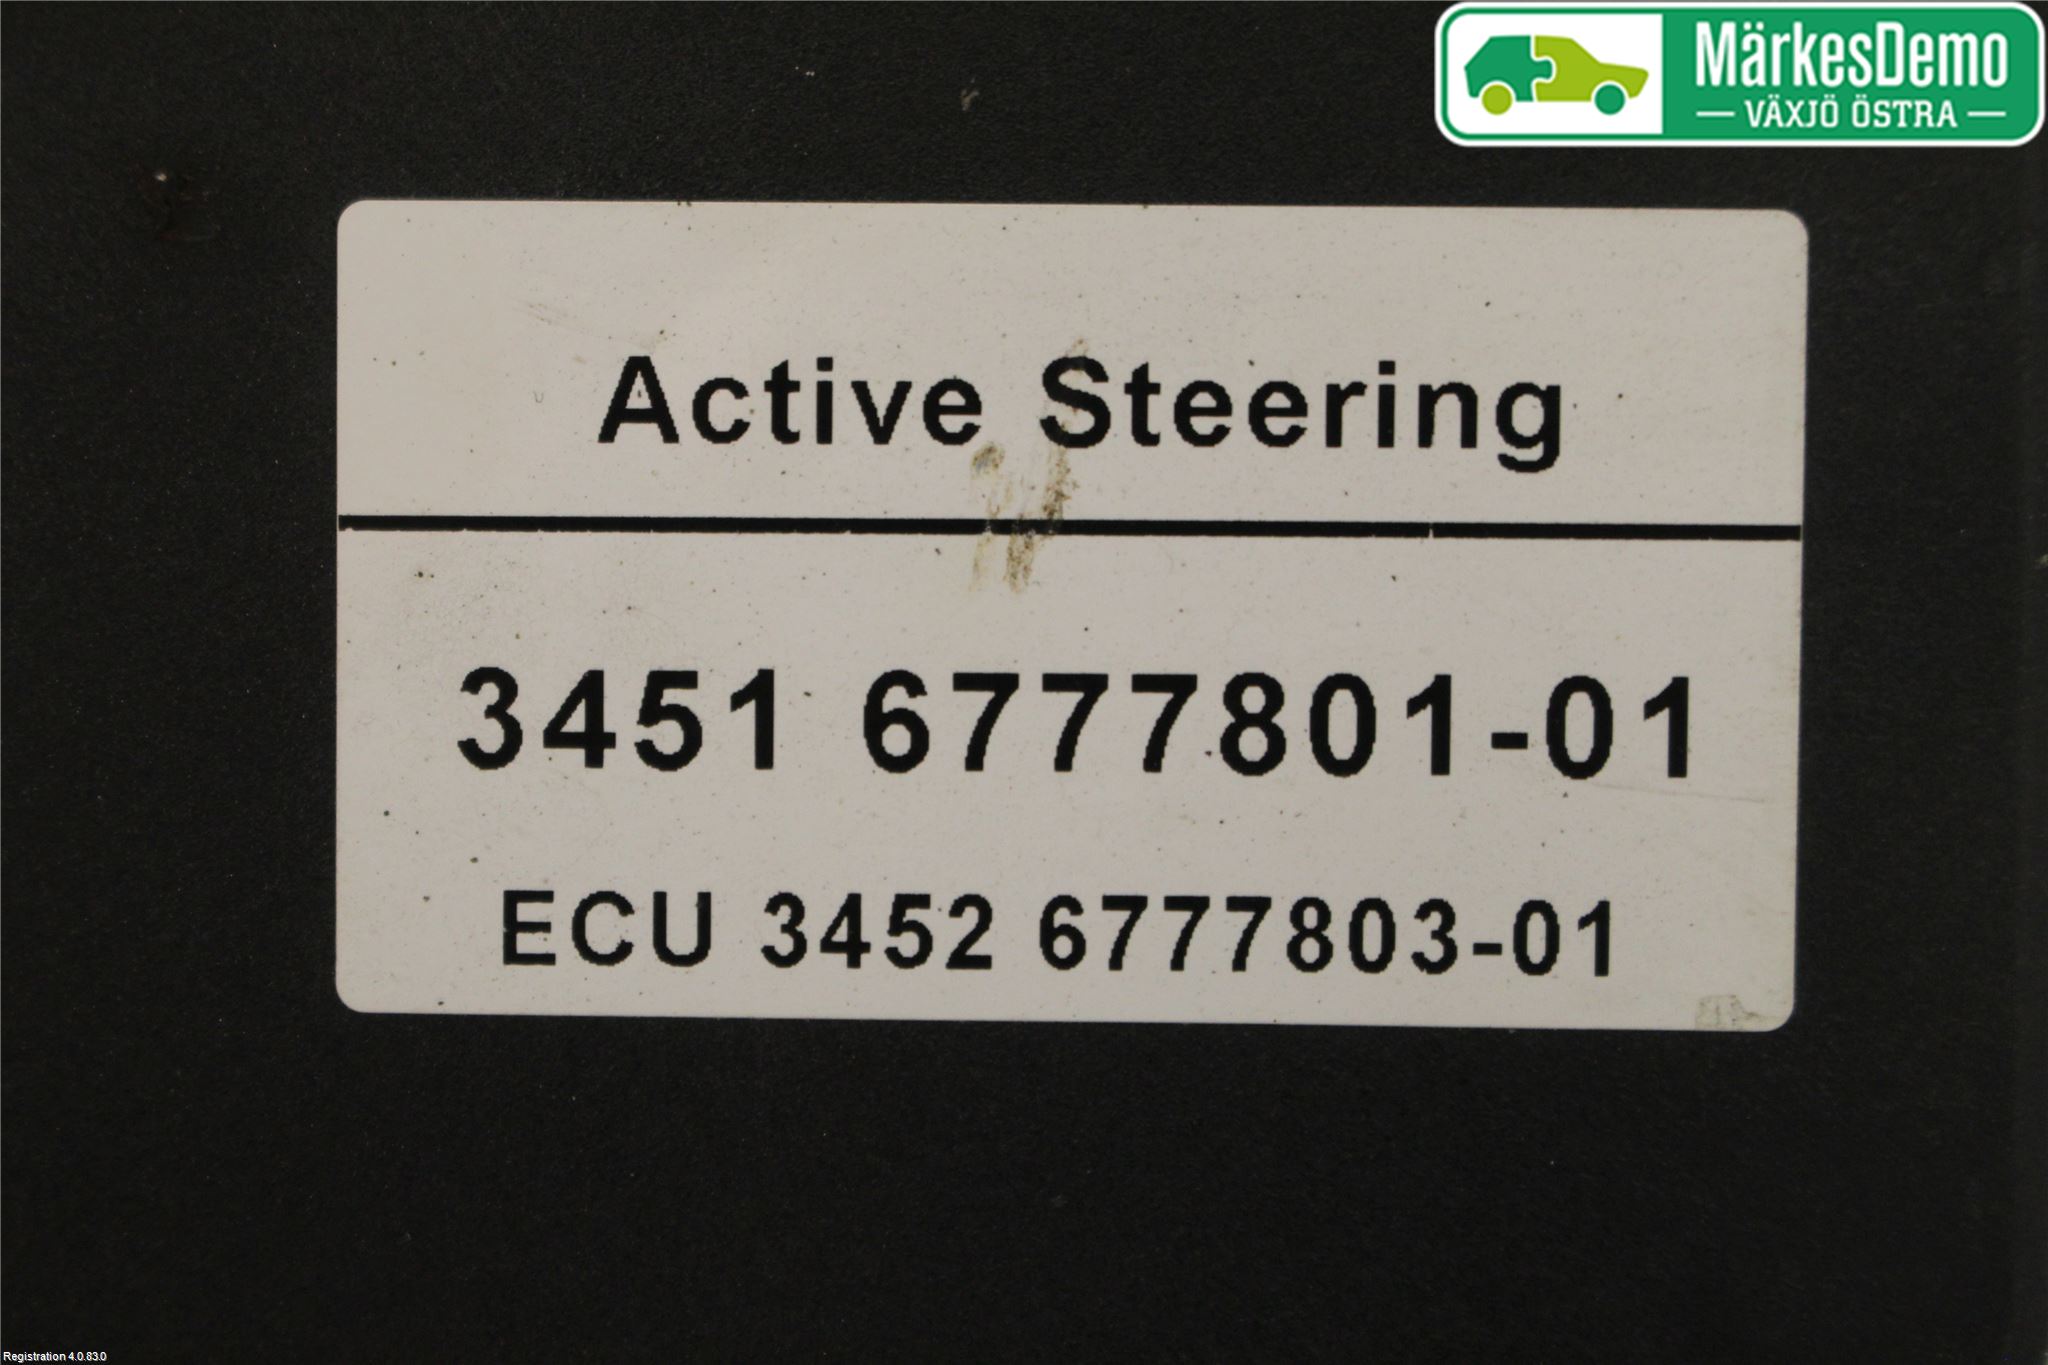 MärkesDemo
VÄXJÖ ÖSTRA
Active Steering
3451 6777801-01
ECU 3452 6777803-01
Registration 4.0.83.0